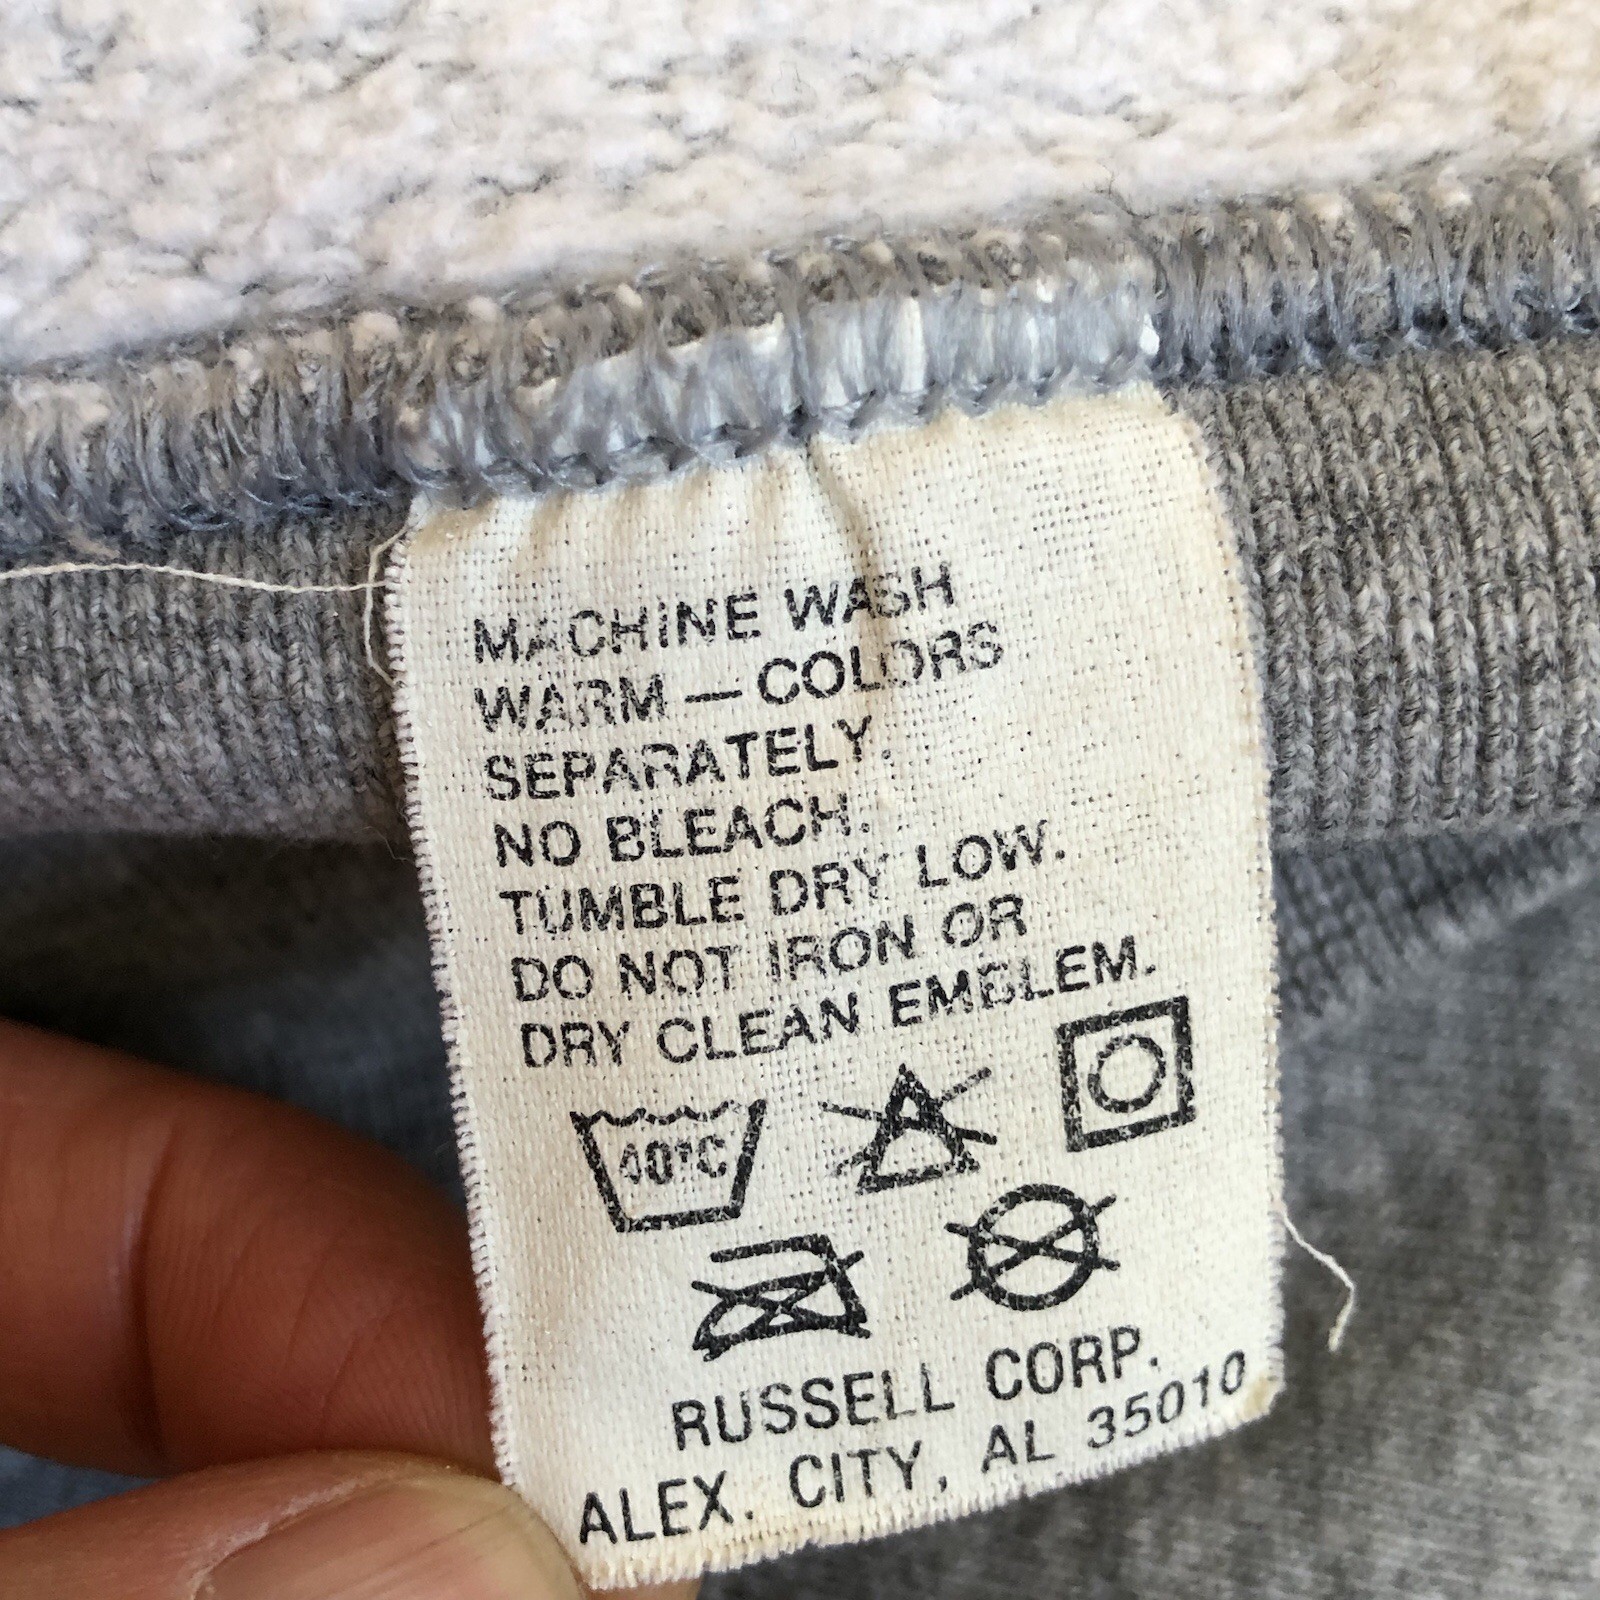 MACHINE WASH
WARM — COLORS
SEPARATELY.
NO BLEACH.
TUMBLE DRY LOW.
DO NOT IRON OR
DRY CLEAN EMBLEM.
40°C
RUSSELL CORP.
ALEX. CITY, AL 35010